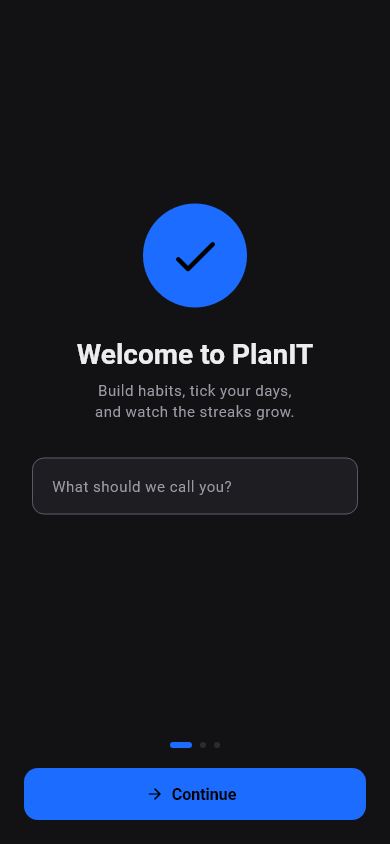 Welcome to PlanIT
Build habits, tick your days,
and watch the streaks grow.
What should we call you?
Continue